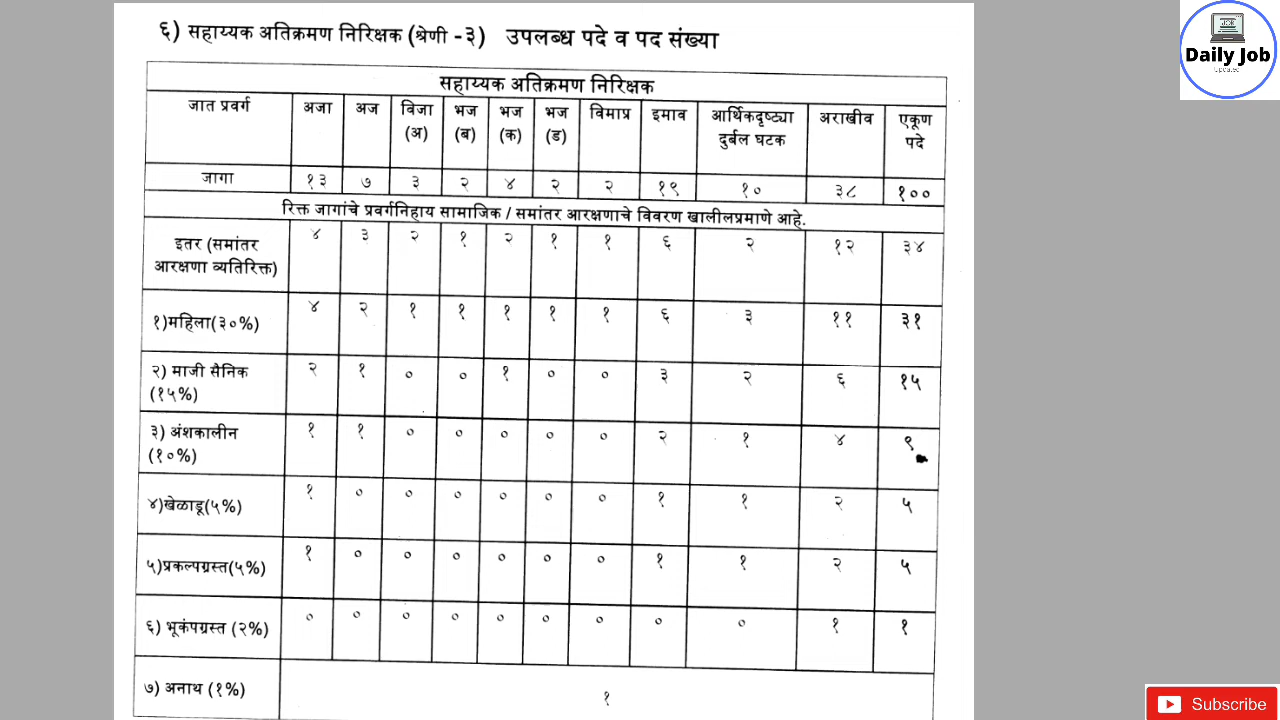 ६) सहाय्यक अतिक्रमण निरिक्षक (श्रेणी -३) उपलब्ध पदे व पद संख्या
सहाय्यक अतिक्रमण निरिक्षक
जात प्रवर्ग अजा अज विजा (अ) भज (ब) भज (क) भज (ड) विमाप्र इमाव आर्थिकदृष्ट्या दुर्बल घटक अराखीव एकूण पदे
जागा १३ ७ ३ २ ४ २ २ १९ १० ३८ १००
रिक्त जागांचे प्रवर्गनिहाय सामाजिक / समांतर आरक्षणाचे विवरण खालीलप्रमाणे आहे.
इतर (समांतर आरक्षणा व्यतिरिक्त) ४ ३ २ १ २ १ १ ६ २ १२ ३४
१)महिला(३०%) ४ २ १ १ १ १ १ ६ ३ ११ ३१
२) माजी सैनिक (१५%) २ १ ० ० १ ० ० ३ २ ६ १५
३) अंशकालीन (१०%) १ १ ० ० ० ० ० २ १ ४ ९
४)खेळाडू(५%) १ ० ० ० ० ० ० १ १ २ ५
५)प्रकल्पग्रस्त(५%) १ ० ० ० ० ० ० १ १ २ ५
६) भूकंपग्रस्त (२%) ० ० ० ० ० ० ० ० ० १ १
७) अनाथ (१%) १
JOB
Daily Job
Updated
Subscribe